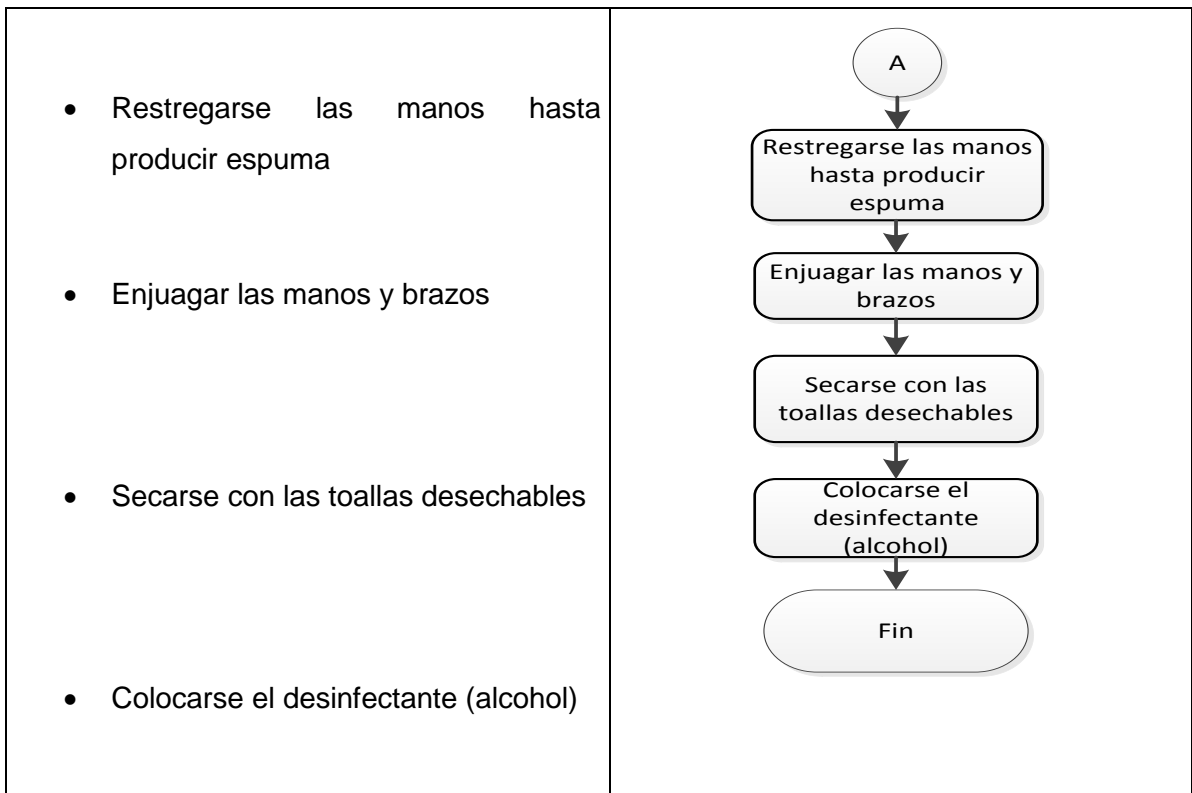 • Restregarse las manos hasta
producir espuma
• Enjuagar las manos y brazos
• Secarse con las toallas desechables
• Colocarse el desinfectante (alcohol)
A
Restregarse las manos
hasta producir
espuma
Enjuagar las manos y
brazos
Secarse con las
toallas desechables
Colocarse el
desinfectante
(alcohol)
Fin